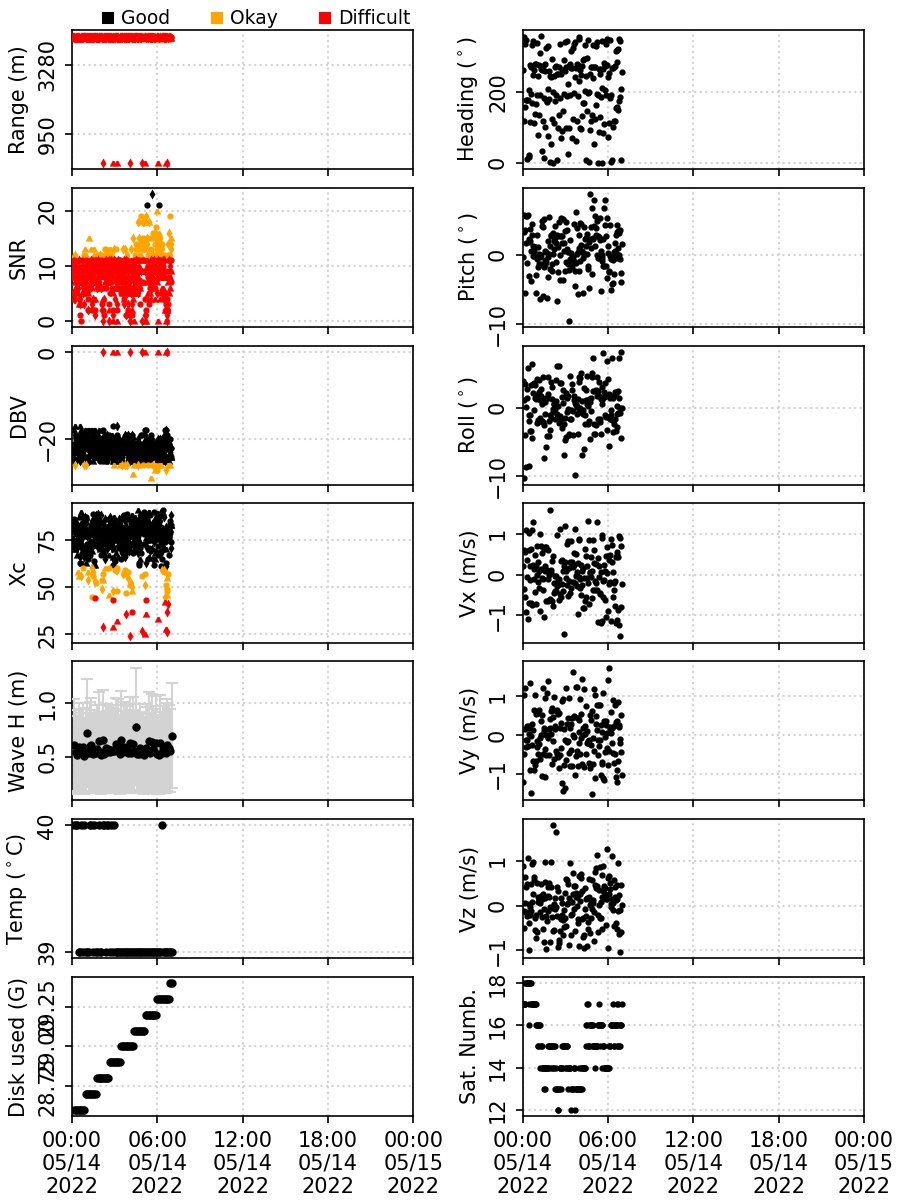 Good Okay Difficult
Range (m)
3280
950
Heading (°)
200
0
SNR
20
10
0
Pitch (°)
0
−10
DBV
0
−20
Roll (°)
0
−10
Xc
75
50
25
Vx (m/s)
1
0
−1
Wave H (m)
1.0
0.5
Vy (m/s)
1
0
−1
Temp (°C)
40
39
Vz (m/s)
1
0
−1
Disk used (G)
29.25
29.00
28.75
Sat. Numb.
18
16
14
12
00:00 06:00 12:00 18:00 00:00
05/14 05/14 05/14 05/14 05/15
2022 2022 2022 2022 2022
00:00 06:00 12:00 18:00 00:00
05/14 05/14 05/14 05/14 05/15
2022 2022 2022 2022 2022